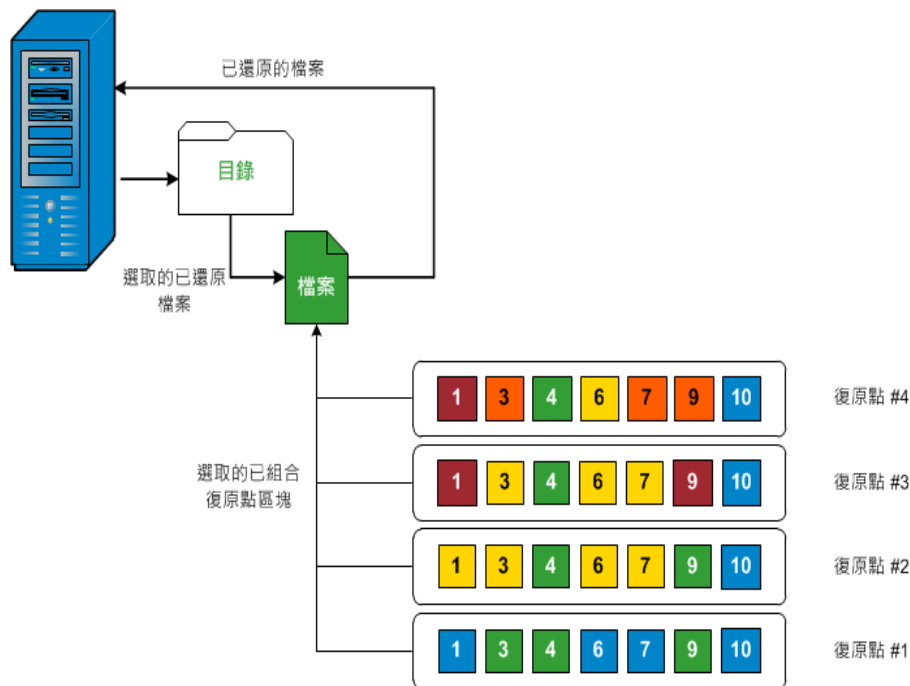 已還原的檔案
目錄
選取的已還原
檔案
檔案
1 3 4 6 7 9 10 復原點 #4
選取的已組合
復原點區塊
1 3 4 6 7 9 10 復原點 #3
1 3 4 6 7 9 10 復原點 #2
1 3 4 6 7 9 10 復原點 #1